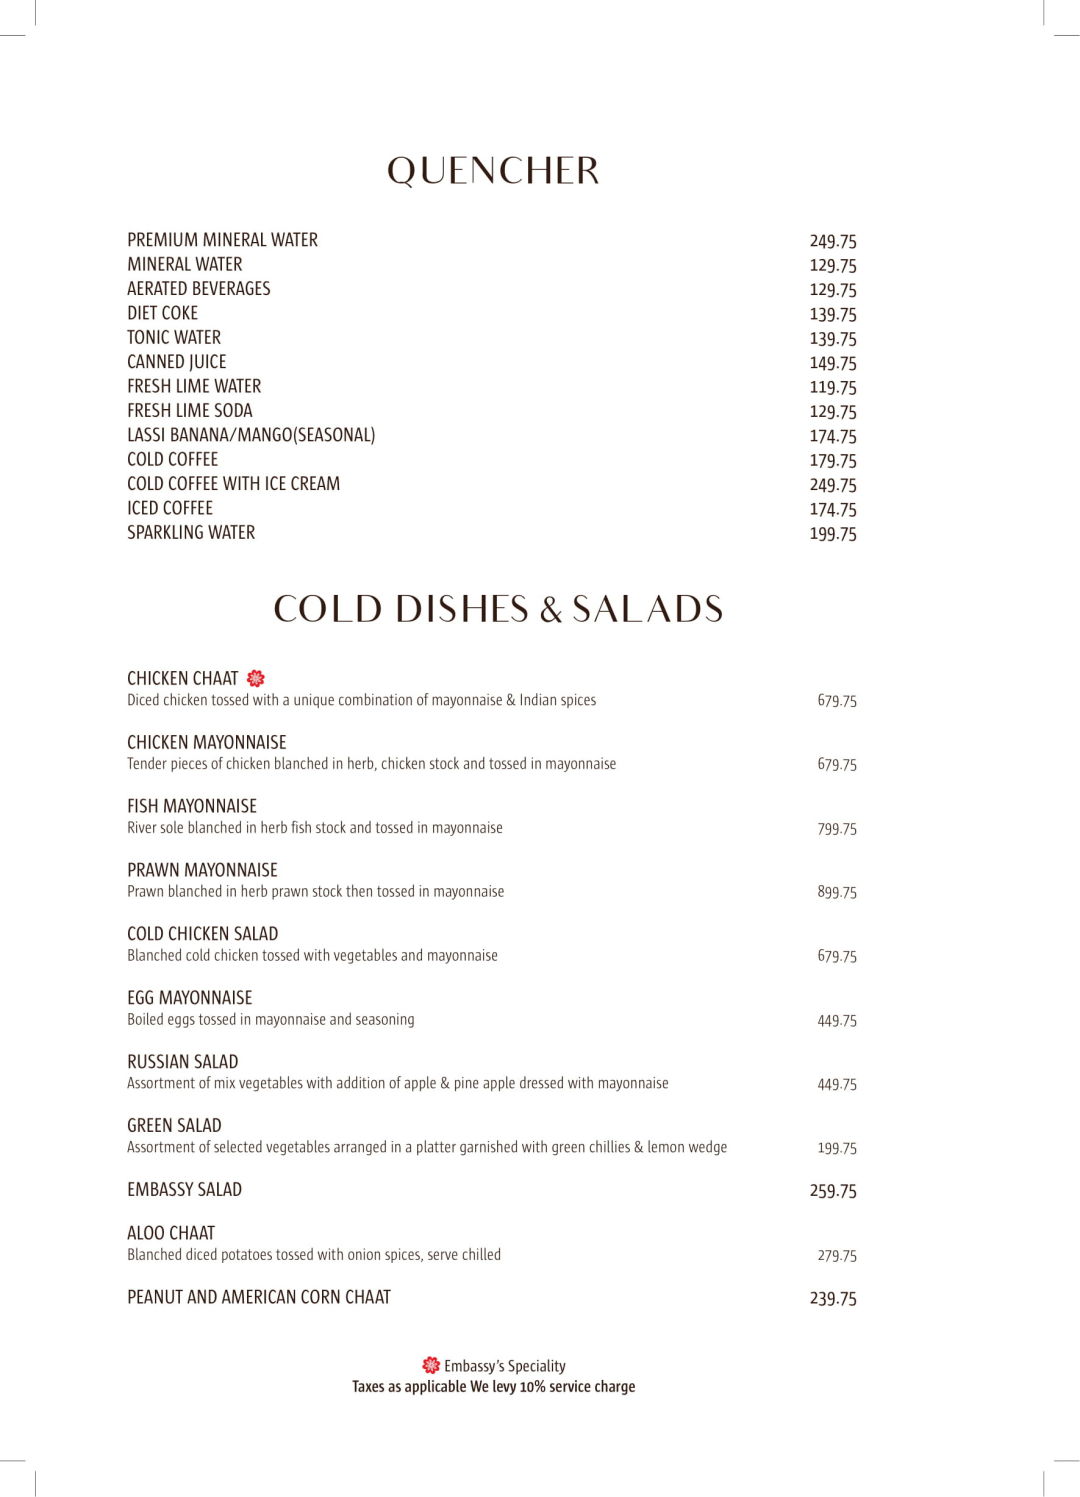 QUENCHER
PREMIUM MINERAL WATER 249.75
MINERAL WATER 129.75
AERATED BEVERAGES 129.75
DIET COKE 139.75
TONIC WATER 139.75
CANNED JUICE 149.75
FRESH LIME WATER 119.75
FRESH LIME SODA 129.75
LASSI BANANA/MANGO(SEASONAL) 174.75
COLD COFFEE 179.75
COLD COFFEE WITH ICE CREAM 249.75
ICED COFFEE 174.75
SPARKLING WATER 199.75
COLD DISHES & SALADS
CHICKEN CHAAT
Diced chicken tossed with a unique combination of mayonnaise & Indian spices 679.75
CHICKEN MAYONNAISE
Tender pieces of chicken blanched in herb, chicken stock and tossed in mayonnaise 679.75
FISH MAYONNAISE
River sole blanched in herb fish stock and tossed in mayonnaise 799.75
PRAWN MAYONNAISE
Prawn blanched in herb prawn stock then tossed in mayonnaise 899.75
COLD CHICKEN SALAD
Blanched cold chicken tossed with vegetables and mayonnaise 679.75
EGG MAYONNAISE
Boiled eggs tossed in mayonnaise and seasoning 449.75
RUSSIAN SALAD
Assortment of mix vegetables with addition of apple & pine apple dressed with mayonnaise 449.75
GREEN SALAD
Assortment of selected vegetables arranged in a platter garnished with green chillies & lemon wedge 199.75
EMBASSY SALAD 259.75
ALOO CHAAT
Blanched diced potatoes tossed with onion spices, serve chilled 279.75
PEANUT AND AMERICAN CORN CHAAT 239.75
Embassy's Speciality
Taxes as applicable We levy 10% service charge